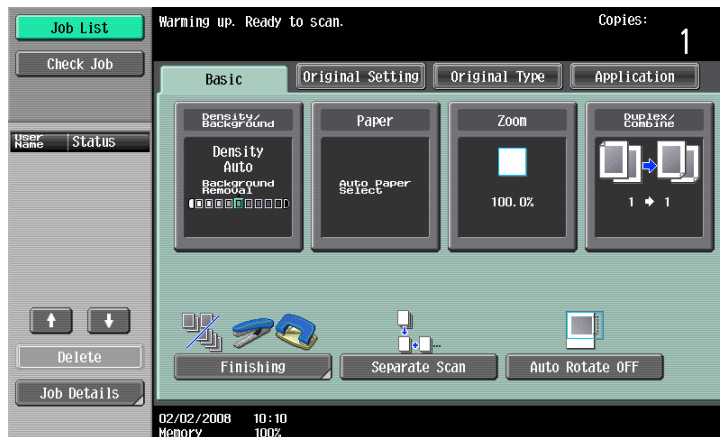 Job List
Check Job
User Name
Status
Delete
Job Details
Warming up. Ready to scan.
Copies:
1
Basic
Original Setting
Original Type
Application
Density/
Background
Density
Auto
Background
Removal
Paper
Auto Paper
Select
Zoom
100.0%
Duplex/
Combine
1 → 1
Finishing
Separate Scan
Auto Rotate OFF
02/02/2008 10:10
Memory 100%